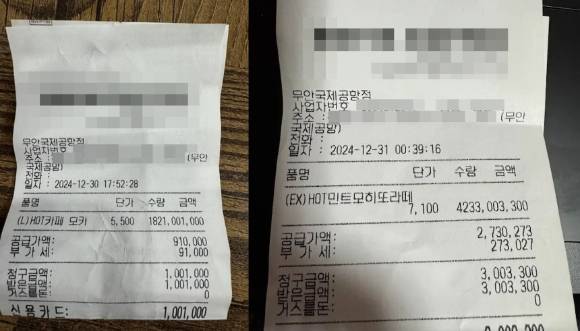 무안국제공항점
사업자번호
주소 : (무안
국제공항)
전화 :
일자 : 2024-12-30 17:52:28
품명 단가 수량 금액
(L)HOT카페 모카 5,500 1821,001,000
공급가액: 910,000
부 가 세: 91,000
청구금액: 1,001,000
받은금액: 1,001,000
거스름돈: 0
신용카드: 1,001,000
무안국제공항점
사업자번호
주소 : (무안
국제공항)
전화 :
일자 : 2024-12-31 00:39:16
품명 단가 수량 금액
(EX)HOT민트모히또라떼
7,100 4233,003,300
공급가액: 2,730,273
부 가 세: 273,027
청구금액: 3,003,300
받은금액: 3,003,300
거스름돈: 0